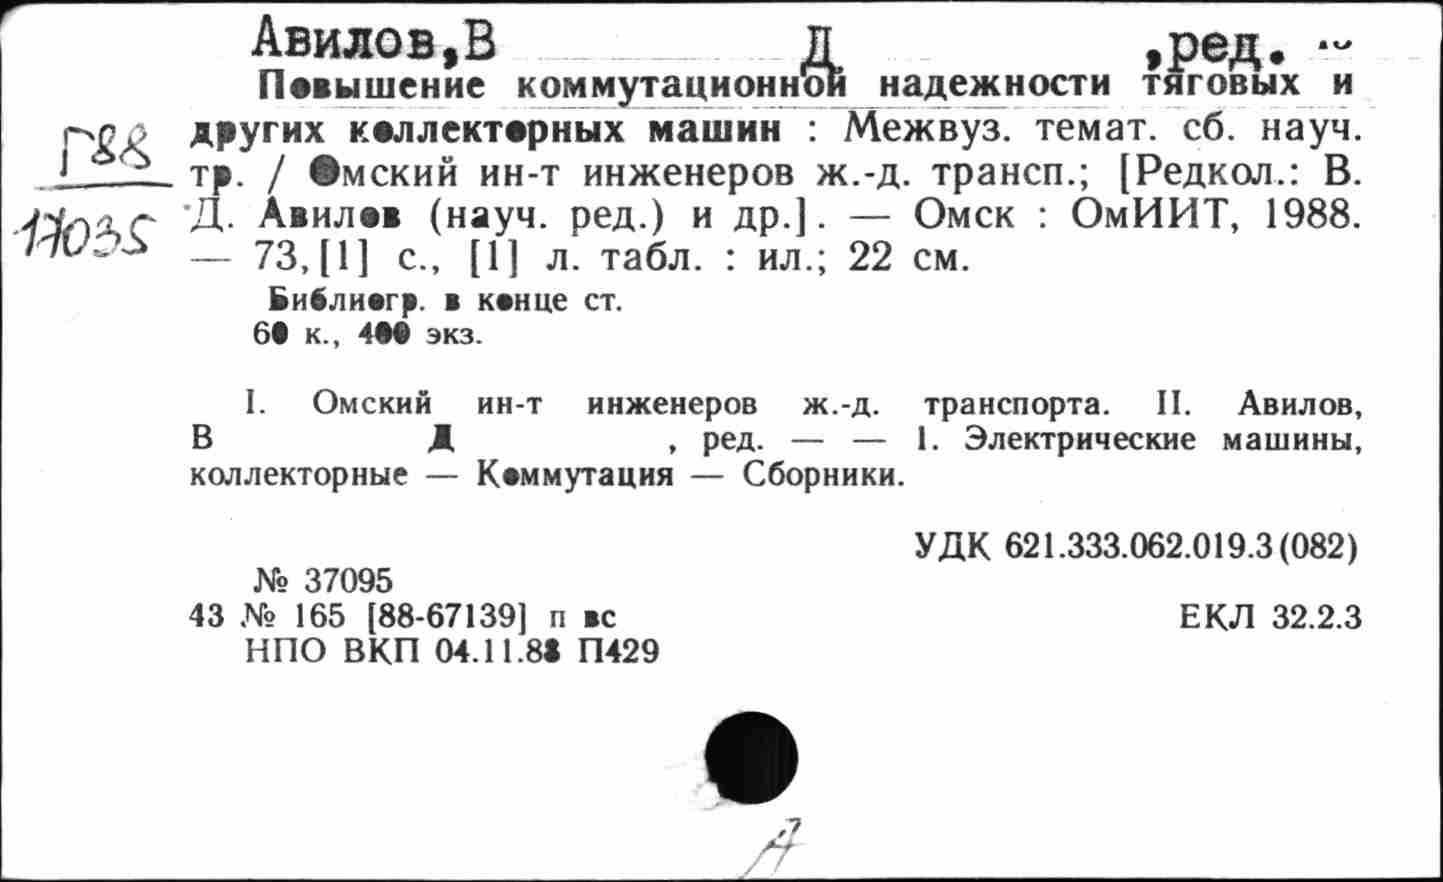 Авилов,В Д ,ред.
Повышение коммутационной надежности тяговых и
других коллекторных машин : Межвуз. темат. сб. науч.
тр. / Омский ин-т инженеров ж.-д. трансп.; [Редкол.: В.
Д. Авилов (науч. ред.) и др.]. — Омск : ОмИИТ, 1988.
— 73,[1] с., [1] л. табл. : ил.; 22 см.
Г88
17035
Библиогр. в конце ст.
60 к., 400 экз.
I. Омский ин-т инженеров ж.-д. транспорта. II. Авилов,
В Д , ред. — — 1. Электрические машины,
коллекторные — Коммутация — Сборники.
УДК 621.333.062.019.3(082)
№ 37095
43 № 165 [88-67139] п вс ЕКЛ 32.2.3
НПО ВКП 04.11.88 П429
А